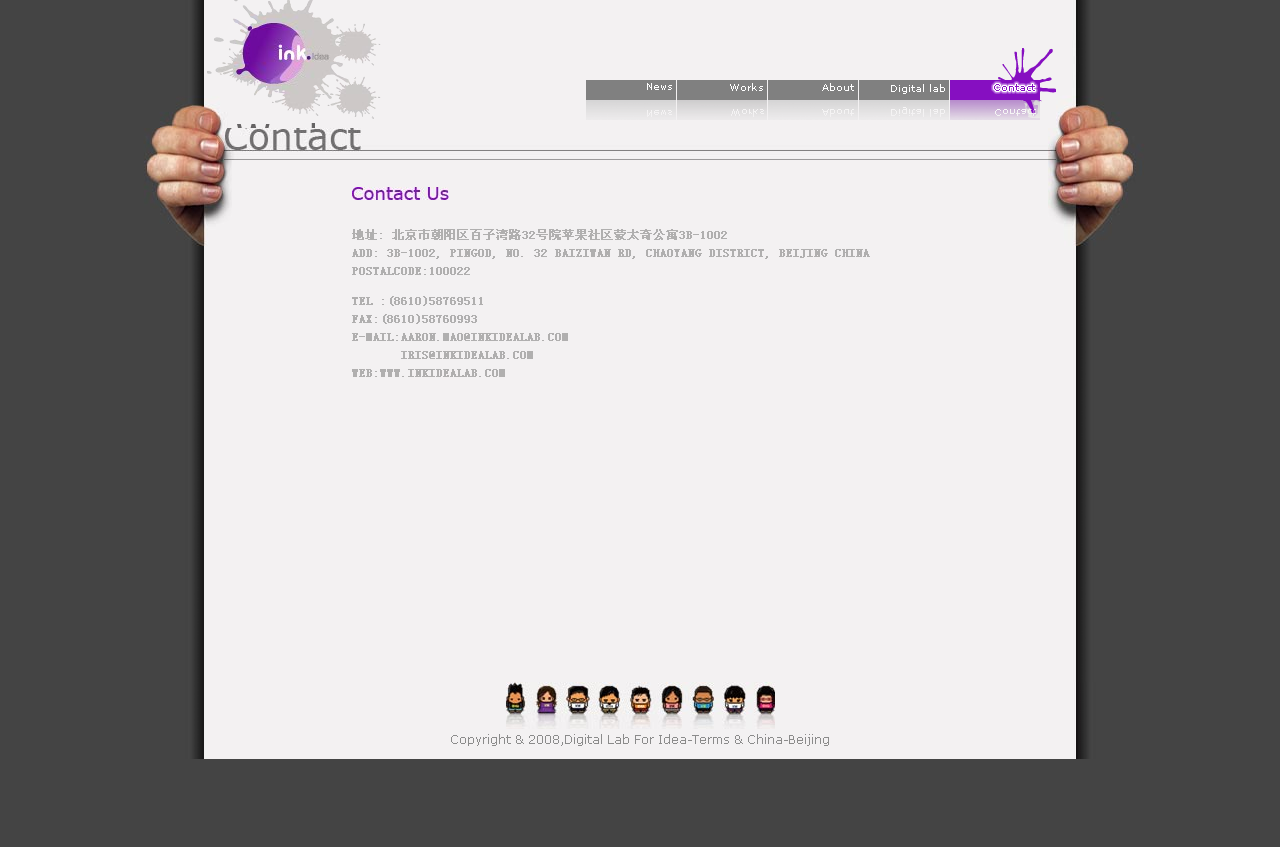 ink.idea
News Works About Digital lab Contact
Contact
Contact Us
地址: 北京市朝阳区百子湾路32号院苹果社区蒙太奇公寓3B-1002
ADD: 3B-1002, PINGOD, NO. 32 BAIZIWAN RD, CHAOYANG DISTRICT, BEIJING CHINA
POSTALCODE:100022
TEL :(8610)58769511
FAX:(8610)58760993
E-MAIL:AARON.MAO@INKIDEALAB.COM
IRIS@INKIDEALAB.COM
WEB:WWW.INKIDEALAB.COM
Copyright & 2008,Digital Lab For Idea-Terms & China-Beijing